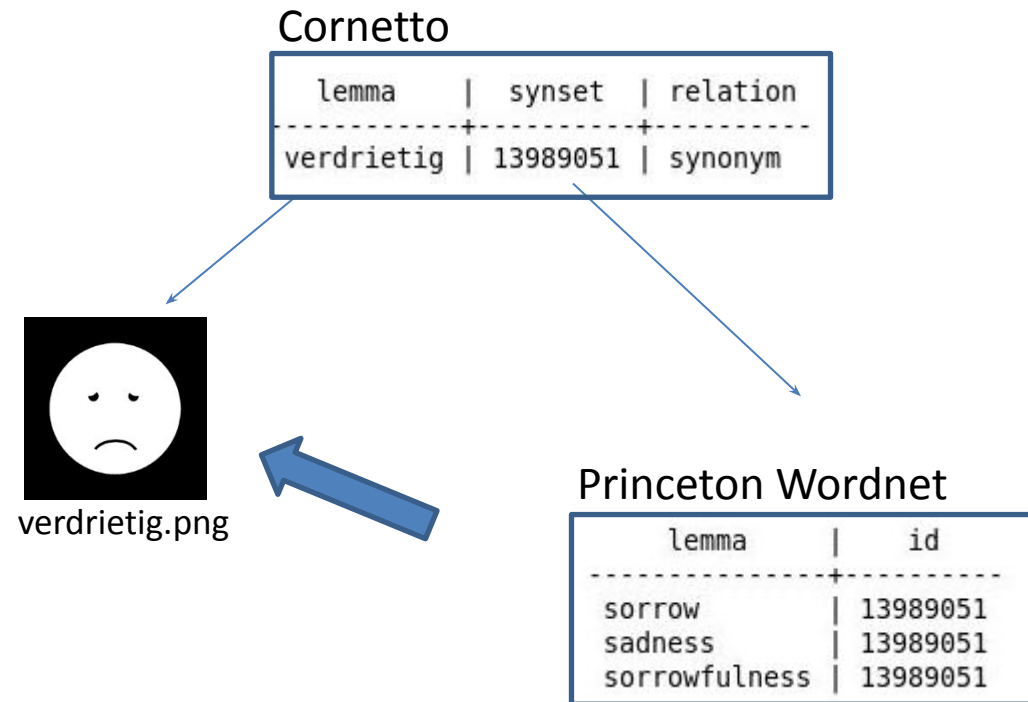 Cornetto
lemma | synset | relation
------------+----------+----------
verdrietig | 13989051 | synonym
verdrietig.png
Princeton Wordnet
lemma | id
---------------+----------
sorrow | 13989051
sadness | 13989051
sorrowfulness | 13989051